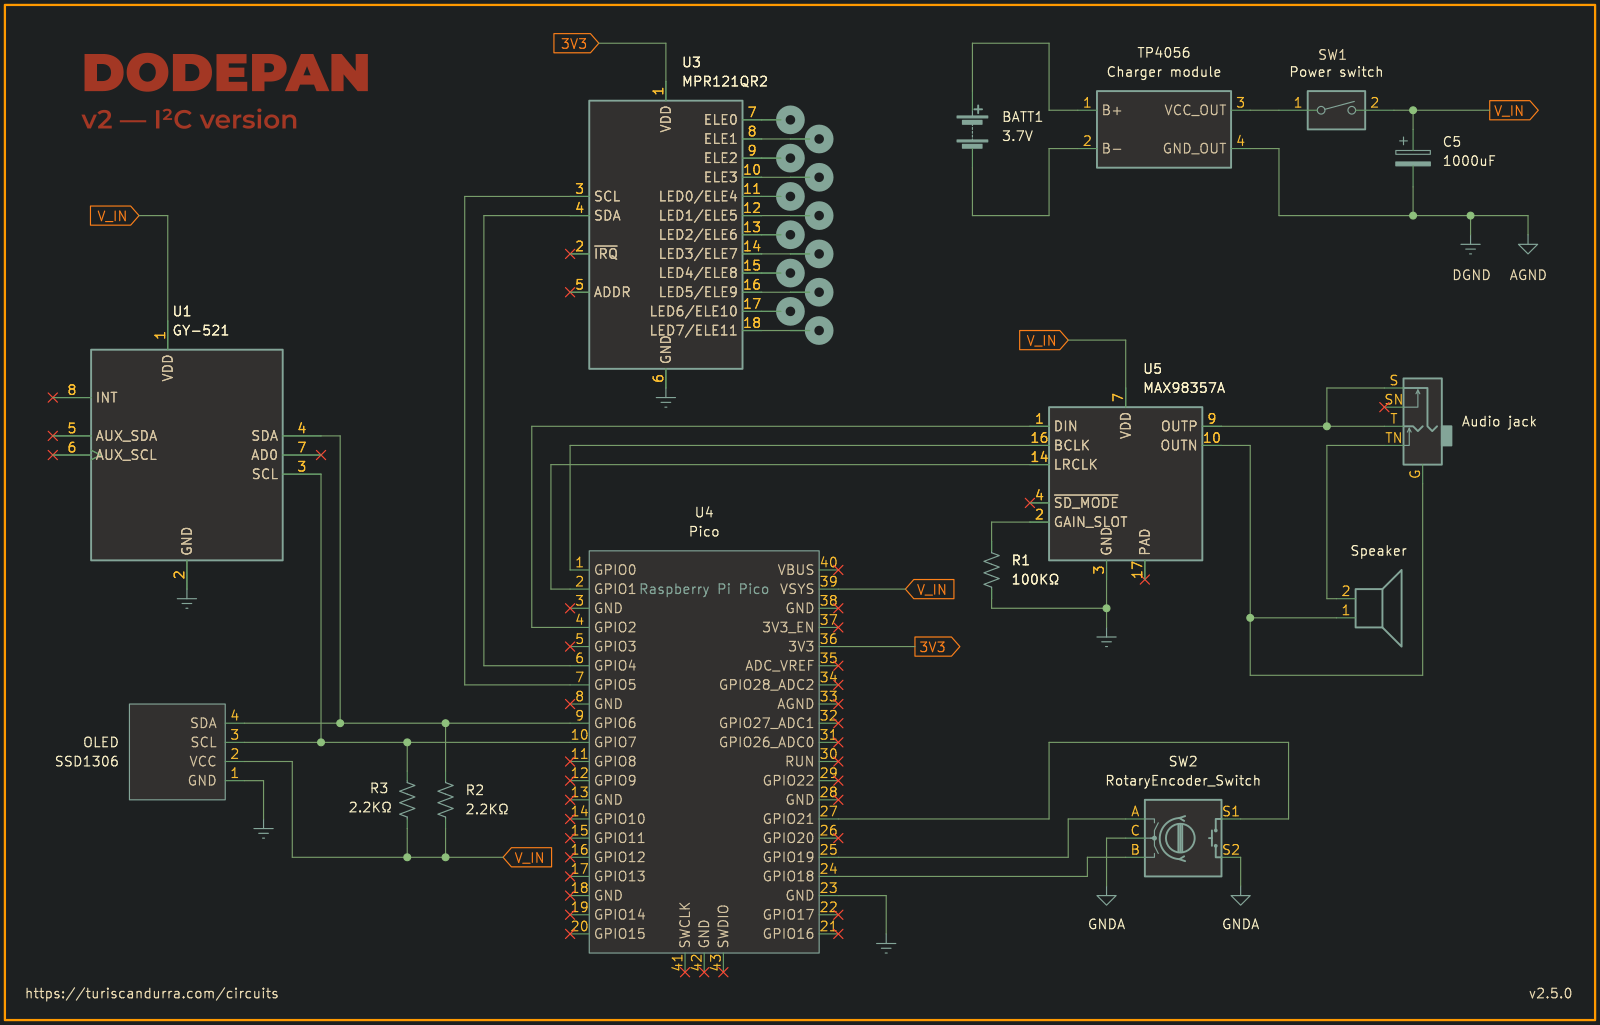 DODEPAN
v2 — I²C version
3V3
U3
MPR121QR2
1
VDD
ELE0 7
ELE1 8
ELE2 9
ELE3 10
3 SCL LED0/ELE4 11
4 SDA LED1/ELE5 12
LED2/ELE6 13
2 IRQ LED3/ELE7 14
LED4/ELE8 15
5 ADDR LED5/ELE9 16
LED6/ELE10 17
LED7/ELE11 18
GND
6
BATT1
3.7V
+
TP4056
Charger module
1 B+ VCC_OUT 3
2 B- GND_OUT 4
SW1
Power switch
1 2
V_IN
+
C5
1000uF
DGND
AGND
V_IN
U1
GY-521
1
VDD
8 INT
5 AUX_SDA SDA 4
6 AUX_SCL AD0 7
SCL 3
GND
2
V_IN
U5
MAX98357A
7
VDD
1 DIN OUTP 9
16 BCLK OUTN 10
14 LRCLK
4 SD_MODE
2 GAIN_SLOT
GND
PAD
3
17
R1
100KΩ
S
SN
T
TN
G
Audio jack
Speaker
2
1
U4
Pico
Raspberry Pi Pico
1 GPIO0 VBUS 40
2 GPIO1 VSYS 39
3 GND GND 38
4 GPIO2 3V3_EN 37
5 GPIO3 3V3 36
6 GPIO4 ADC_VREF 35
7 GPIO5 GPIO28_ADC2 34
8 GND AGND 33
9 GPIO6 GPIO27_ADC1 32
10 GPIO7 GPIO26_ADC0 31
11 GPIO8 RUN 30
12 GPIO9 GPIO22 29
13 GND GND 28
14 GPIO10 GPIO21 27
15 GPIO11 GPIO20 26
16 GPIO12 GPIO19 25
17 GPIO13 GPIO18 24
18 GND GND 23
19 GPIO14 GPIO17 22
20 GPIO15 GPIO16 21
SWCLK
GND
SWDIO
41
42
43
V_IN
3V3
OLED
SSD1306
SDA 4
SCL 3
VCC 2
GND 1
R3
2.2KΩ
R2
2.2KΩ
V_IN
SW2
RotaryEncoder_Switch
A S1
C
B S2
GNDA
GNDA
https://turiscandurra.com/circuits
v2.5.0